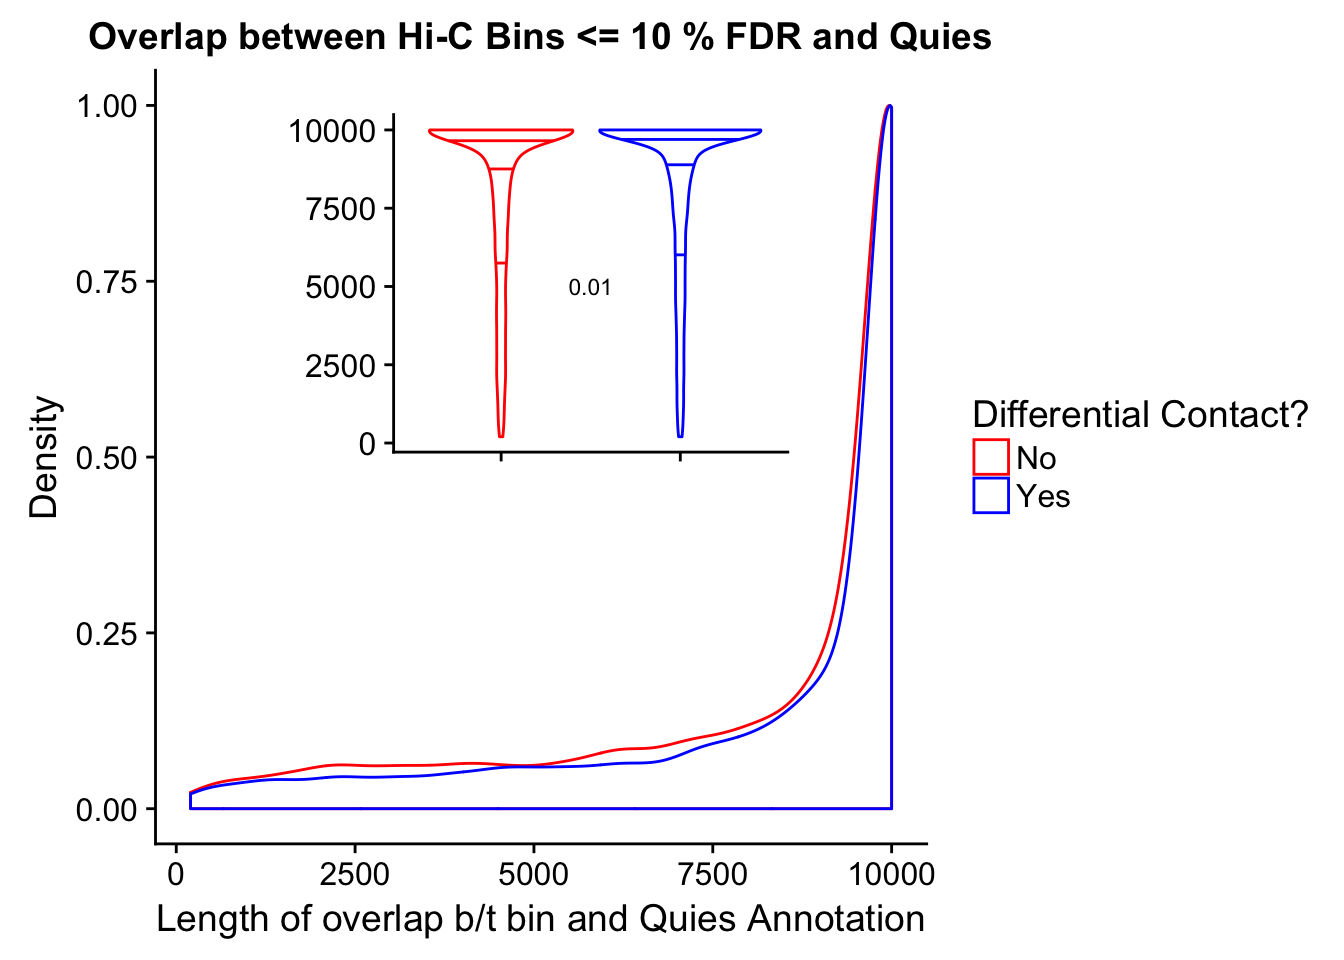 Overlap between Hi-C Bins <= 10 % FDR and Quies
1.00
0.75
0.50
0.25
0.00
Density
10000
7500
5000
2500
0
0.01
Differential Contact?
No
Yes
0 2500 5000 7500 10000
Length of overlap b/t bin and Quies Annotation